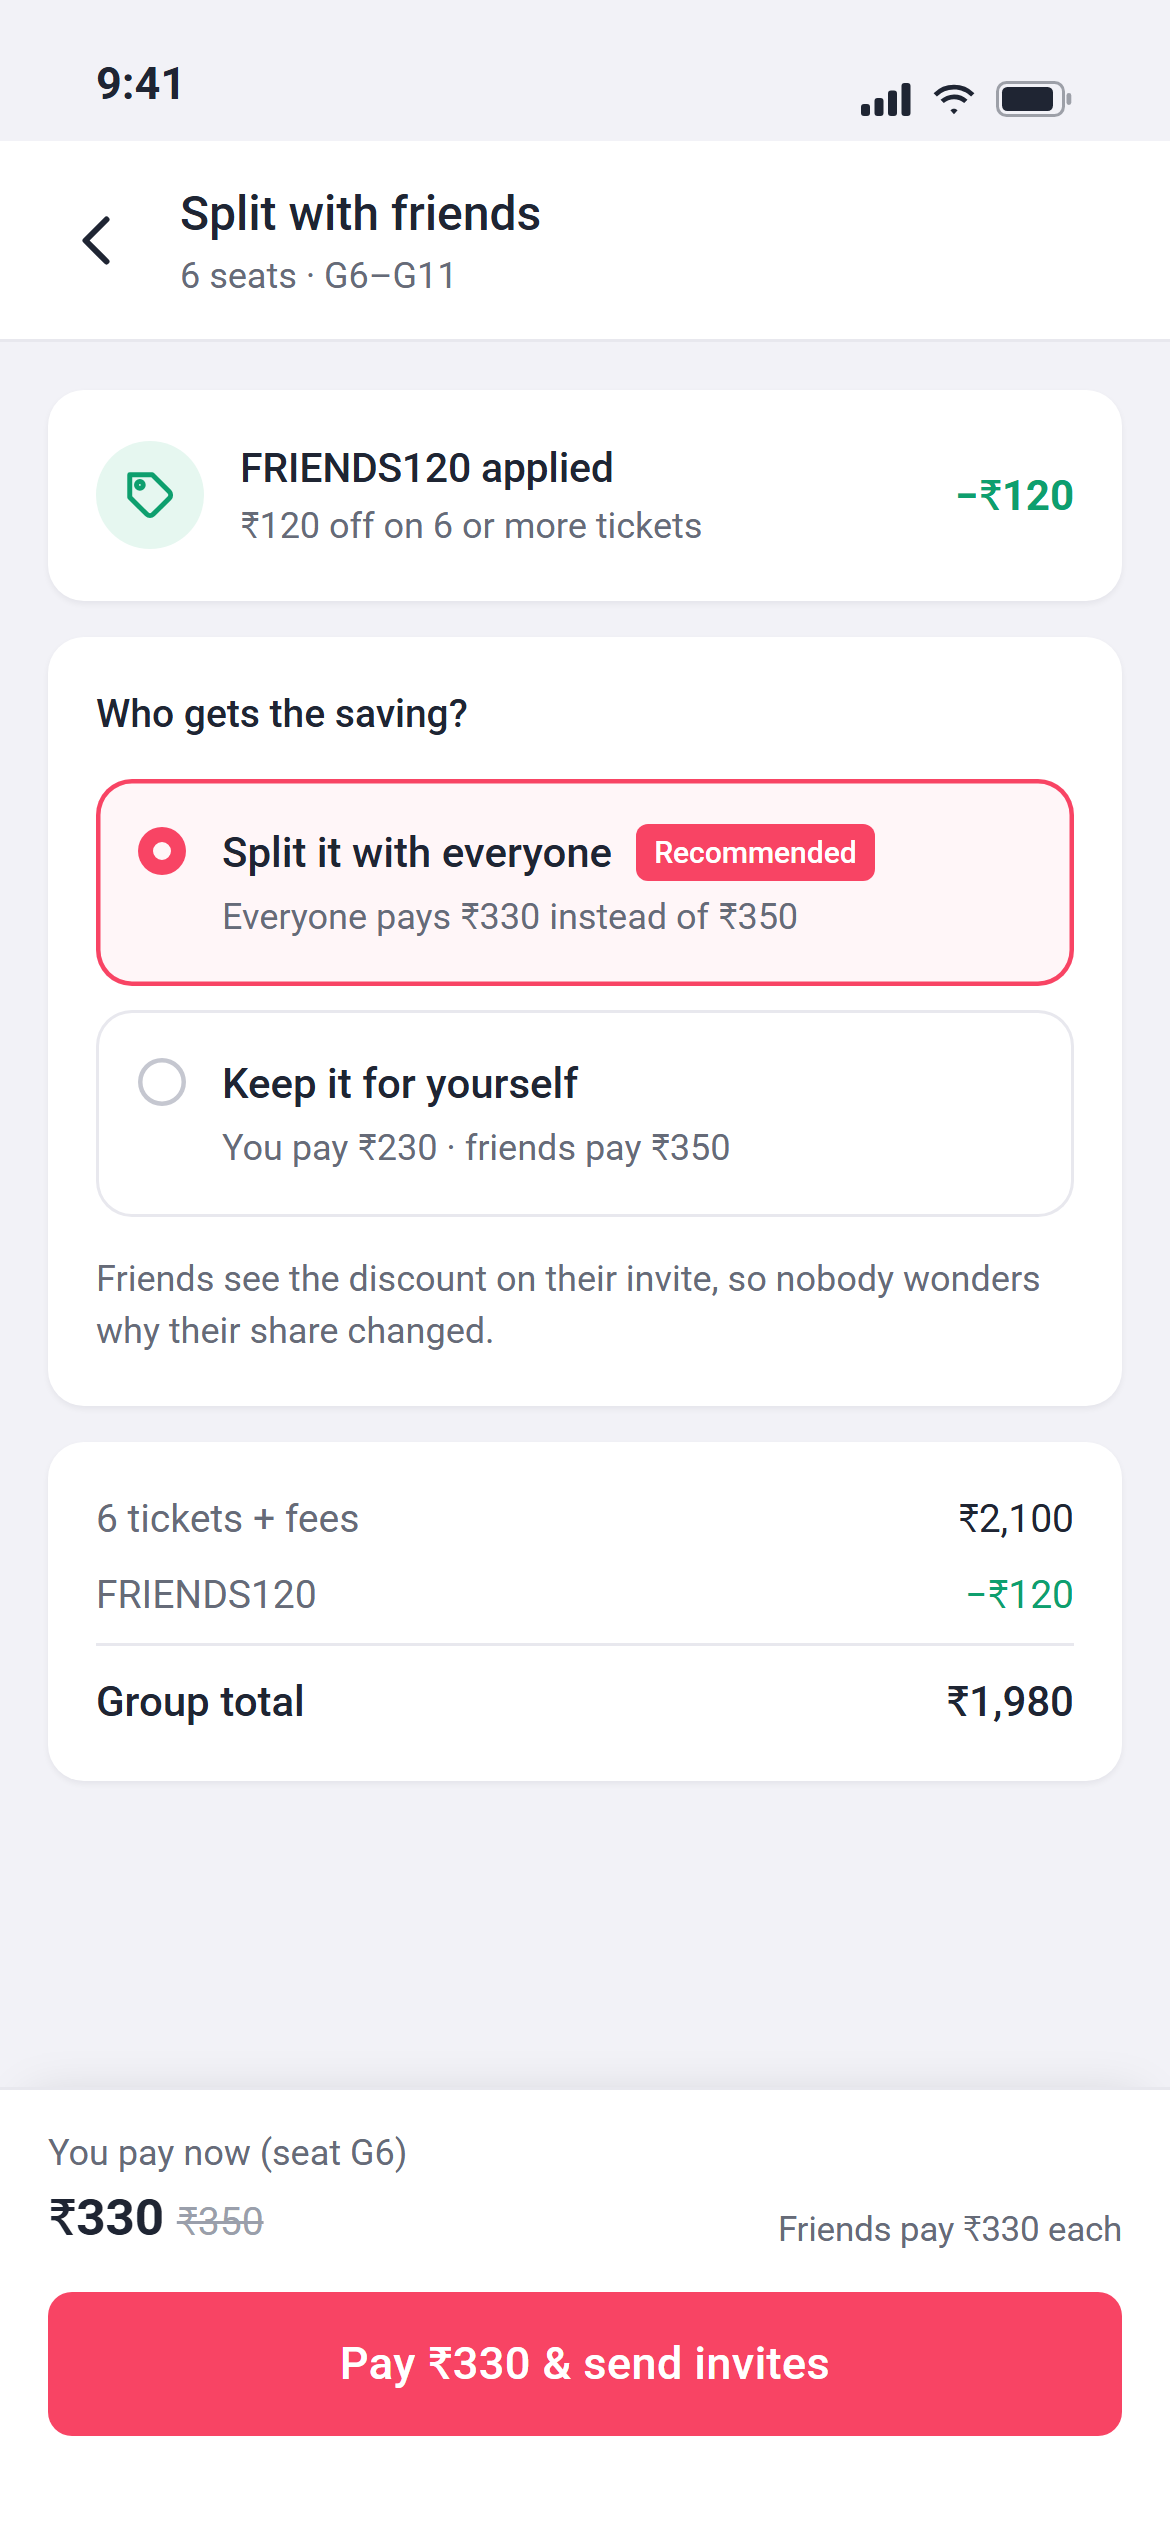 9:41
Split with friends
6 seats · G6–G11
FRIENDS120 applied
₹120 off on 6 or more tickets
–₹120
Who gets the saving?
Split it with everyone Recommended
Everyone pays ₹330 instead of ₹350
Keep it for yourself
You pay ₹230 · friends pay ₹350
Friends see the discount on their invite, so nobody wonders
why their share changed.
6 tickets + fees ₹2,100
FRIENDS120 –₹120
Group total ₹1,980
You pay now (seat G6)
₹330 ₹350
Friends pay ₹330 each
Pay ₹330 & send invites